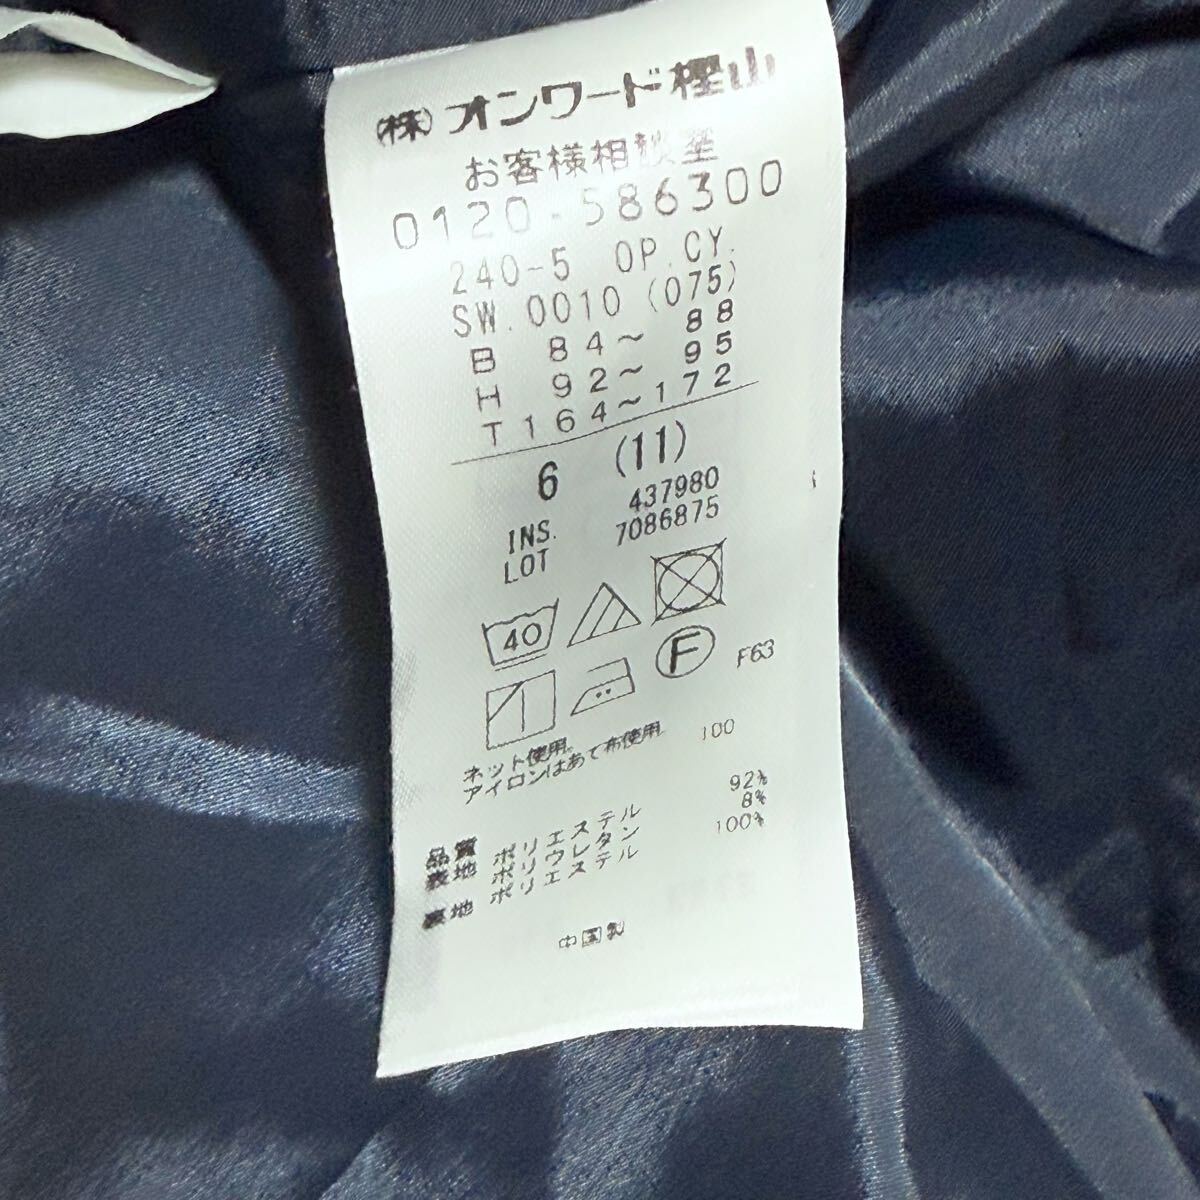 (株)オンワード樫山
お客様相談室
0120-586300
240-5 OP.CY.
SW.0010 (075)
B 84～ 88
H 92～ 95
T164～172
6 (11)
INS. 437980
LOT 7086875
40
F F63
ネット使用。 100
アイロンはあて布使用
品質
表地 ポリエステル 92%
ポリウレタン 8%
裏地 ポリエステル 100%
中国製